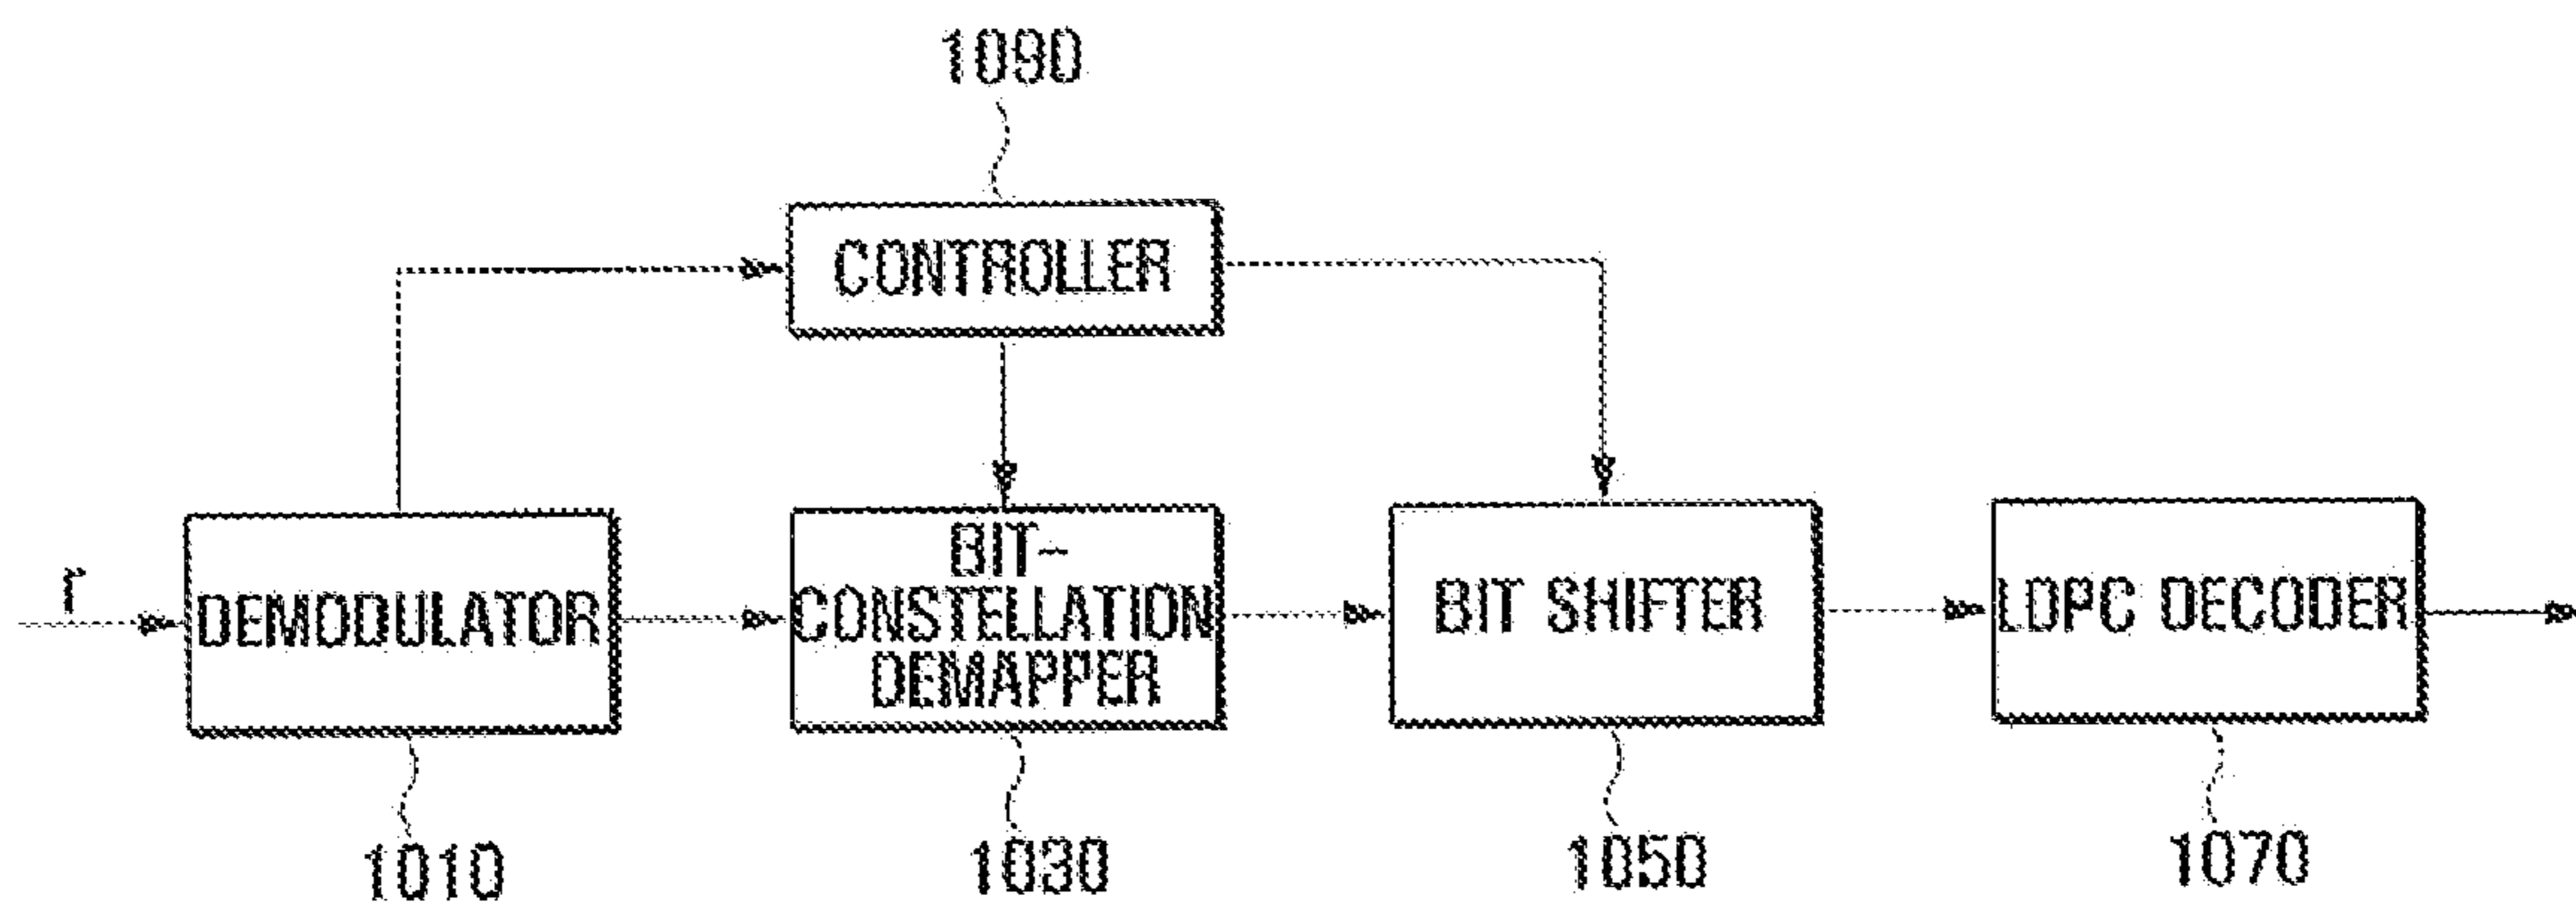 1090
CONTROLLER
r
DEMODULATOR
BIT-
CONSTELLATION
DEMAPPER
BIT SHIFTER
LDPC DECODER
1010
1030
1050
1070